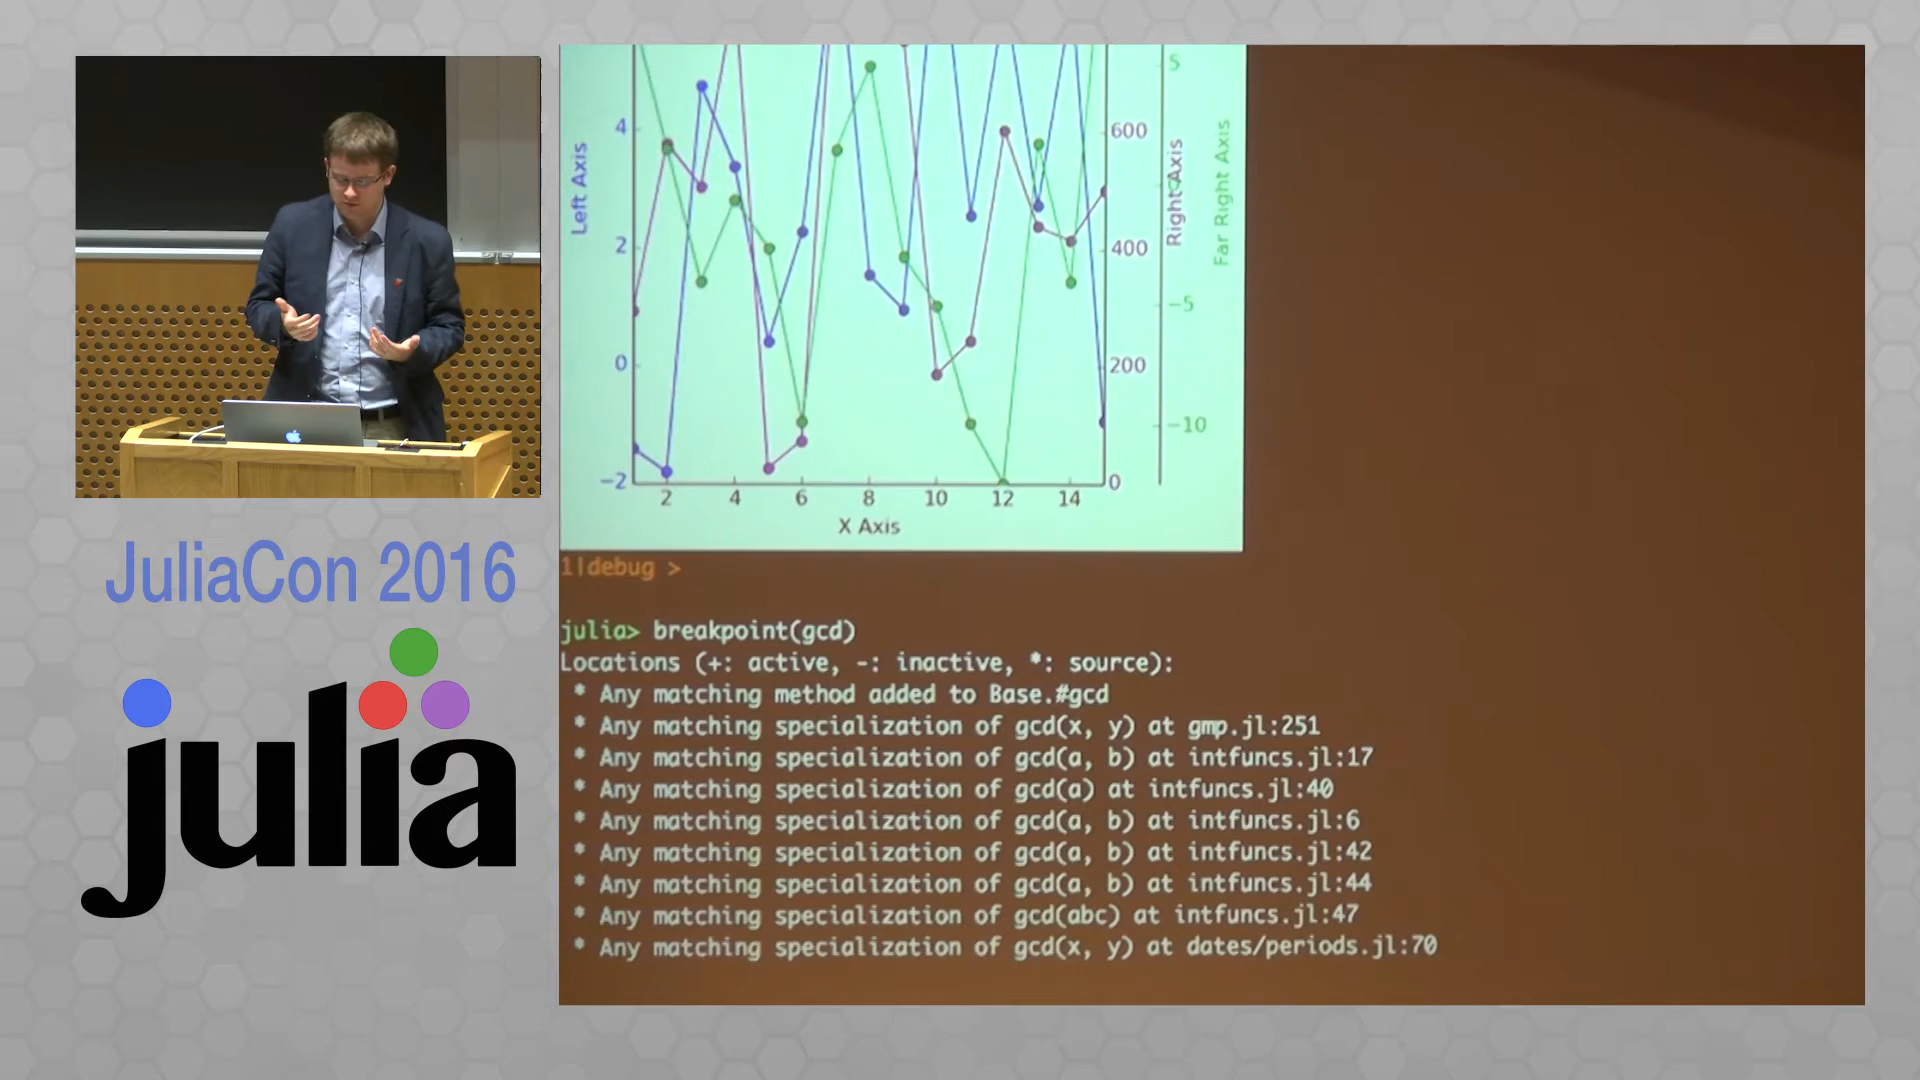 JuliaCon 2016
julia
5
4
600
Left Axis
Right Axis
Far Right Axis
2
400
-5
0
200
-10
-2
0
2
4
6
8
10
12
14
X Axis
1|debug >
julia> breakpoint(gcd)
Locations (+: active, -: inactive, *: source):
* Any matching method added to Base.#gcd
* Any matching specialization of gcd(x, y) at gmp.jl:251
* Any matching specialization of gcd(a, b) at intfuncs.jl:17
* Any matching specialization of gcd(a) at intfuncs.jl:40
* Any matching specialization of gcd(a, b) at intfuncs.jl:6
* Any matching specialization of gcd(a, b) at intfuncs.jl:42
* Any matching specialization of gcd(a, b) at intfuncs.jl:44
* Any matching specialization of gcd(abc) at intfuncs.jl:47
* Any matching specialization of gcd(x, y) at dates/periods.jl:70